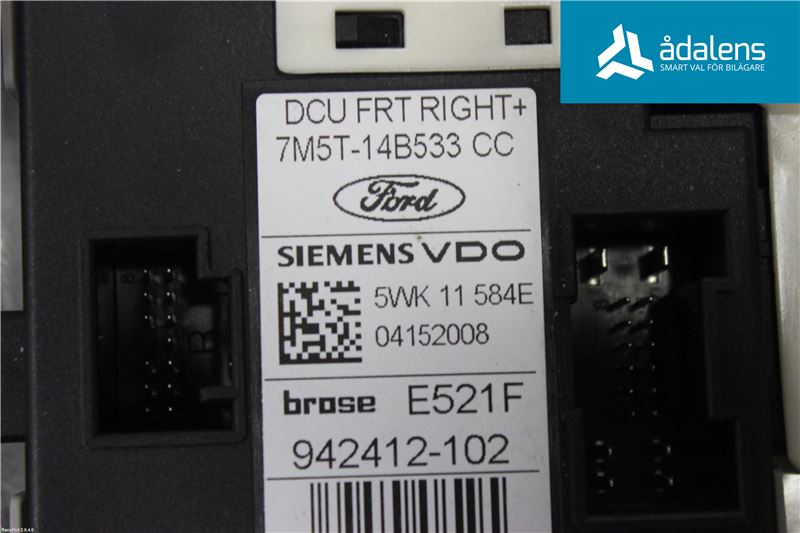 ådalens
SMART VAL FÖR BILÄGARE
DCU FRT RIGHT+
7M5T-14B533 CC
Ford
SIEMENS VDO
5WK 11 584E
04152008
brose E521F
942412-102